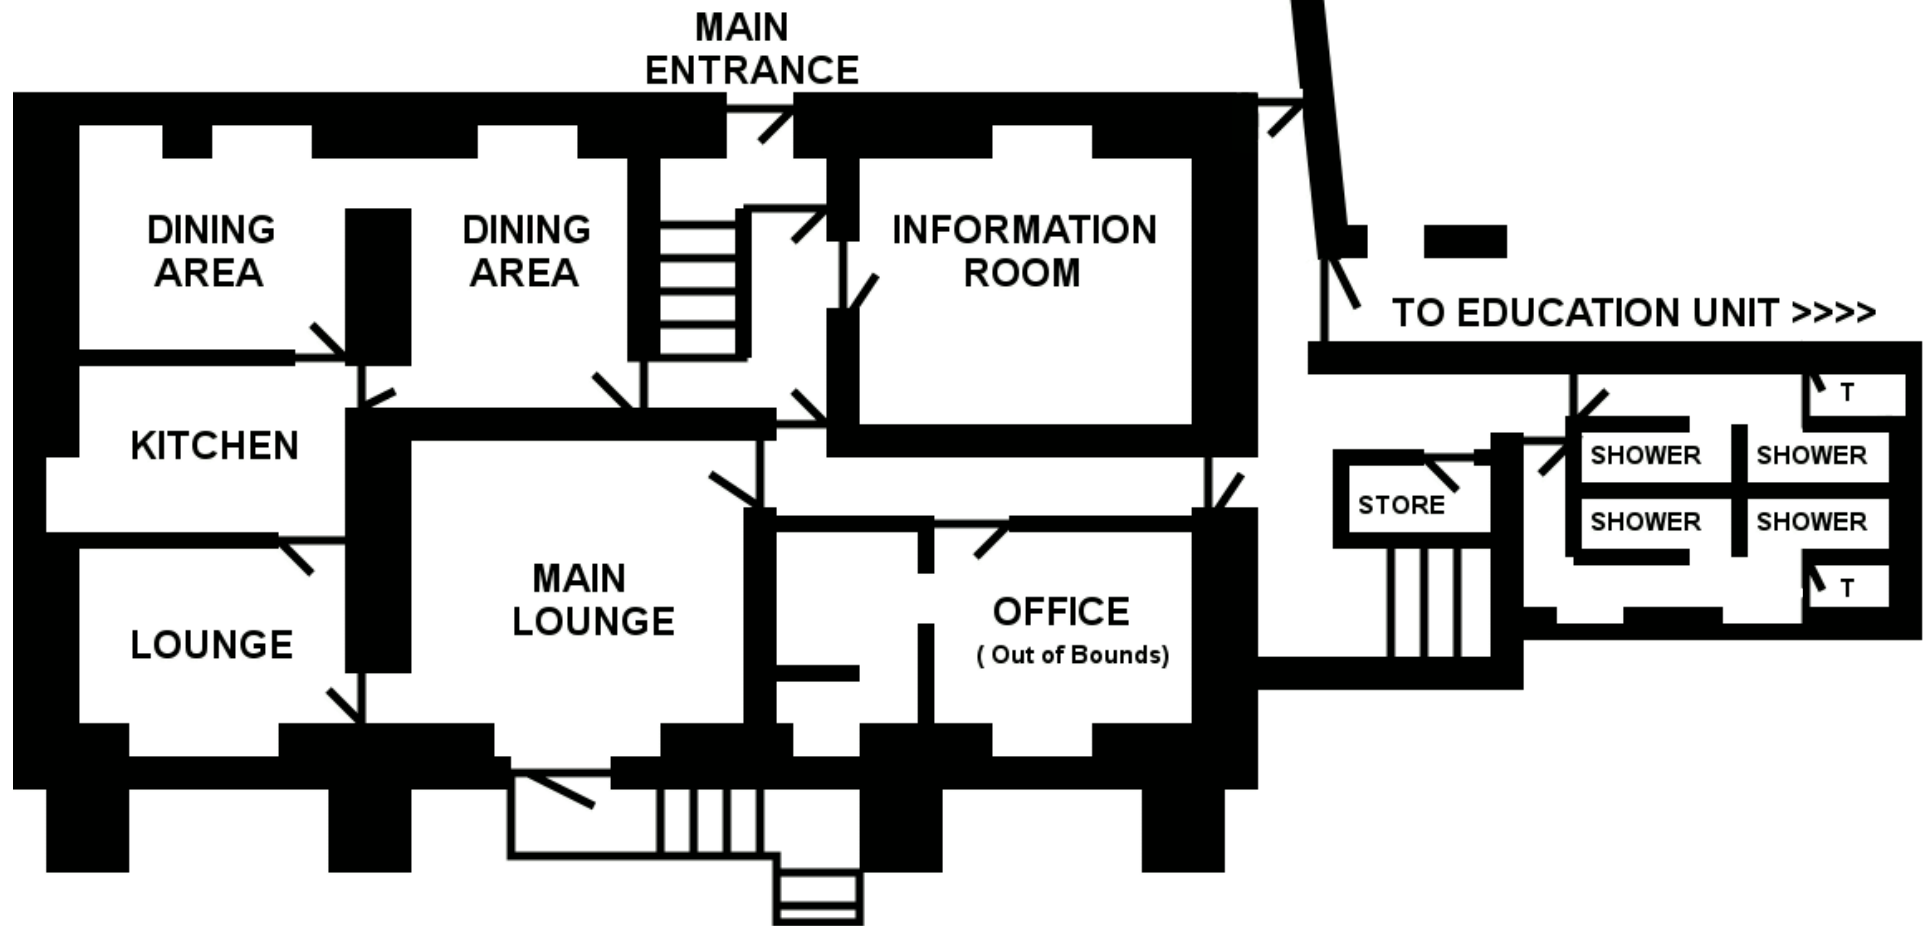 MAIN
ENTRANCE
DINING
AREA
DINING
AREA
INFORMATION
ROOM
TO EDUCATION UNIT >>>>
T
KITCHEN
SHOWER
SHOWER
STORE
SHOWER
SHOWER
MAIN
LOUNGE
T
OFFICE
( Out of Bounds)
LOUNGE